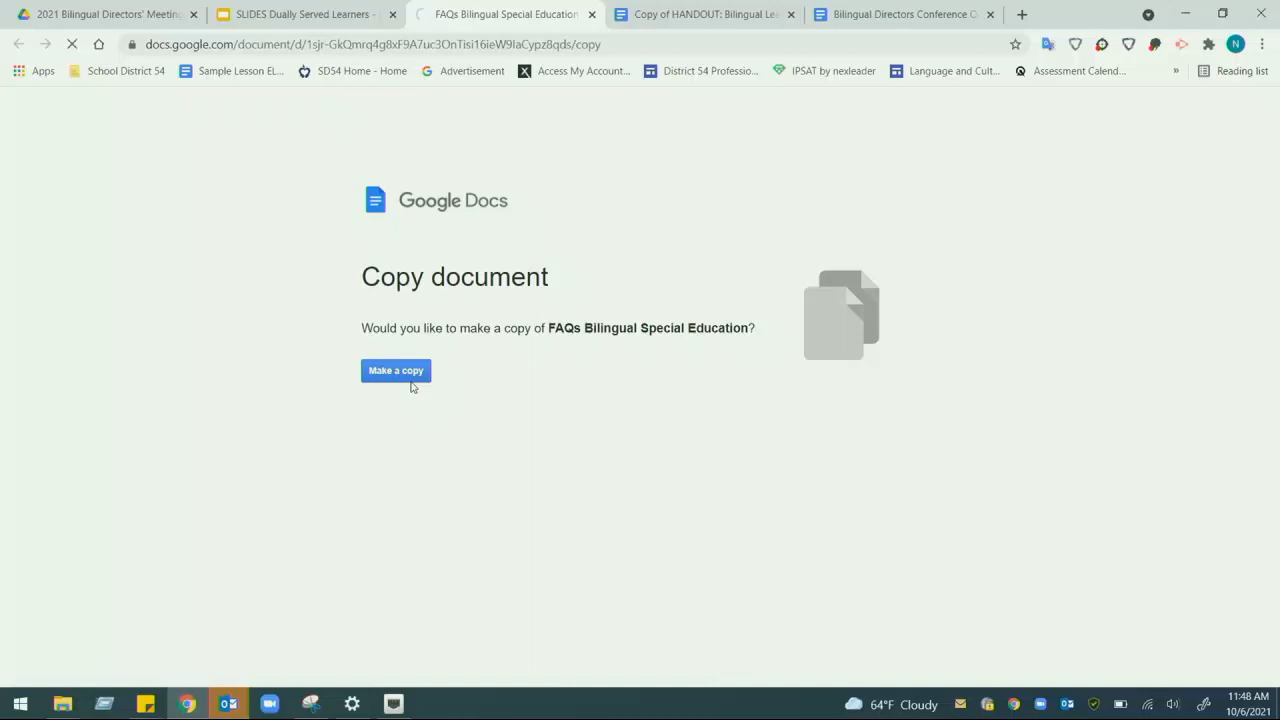 2021 Bilingual Directors' Meeting
SLIDES Dually Served Learners -
FAQs Bilingual Special Education
Copy of HANDOUT: Bilingual Lea
Bilingual Directors Conference O
docs.google.com/document/d/1sjr-GkQmrq4g8xF9A7uc3OnTisi16ieW9IaCypz8qds/copy
N
Apps
School District 54
Sample Lesson EL...
SD54 Home - Home
Advertisement
Access My Account...
District 54 Professio...
IPSAT by nexleader
Language and Cult...
Assessment Calend...
»
Reading list
Google Docs
Copy document
Would you like to make a copy of FAQs Bilingual Special Education?
Make a copy
64°F Cloudy
11:48 AM
10/6/2021